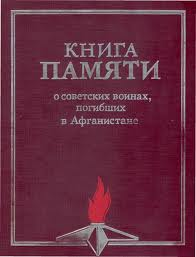 КНИГА
ПАМЯТИ
о советских воинах,
погибших
в Афганистане